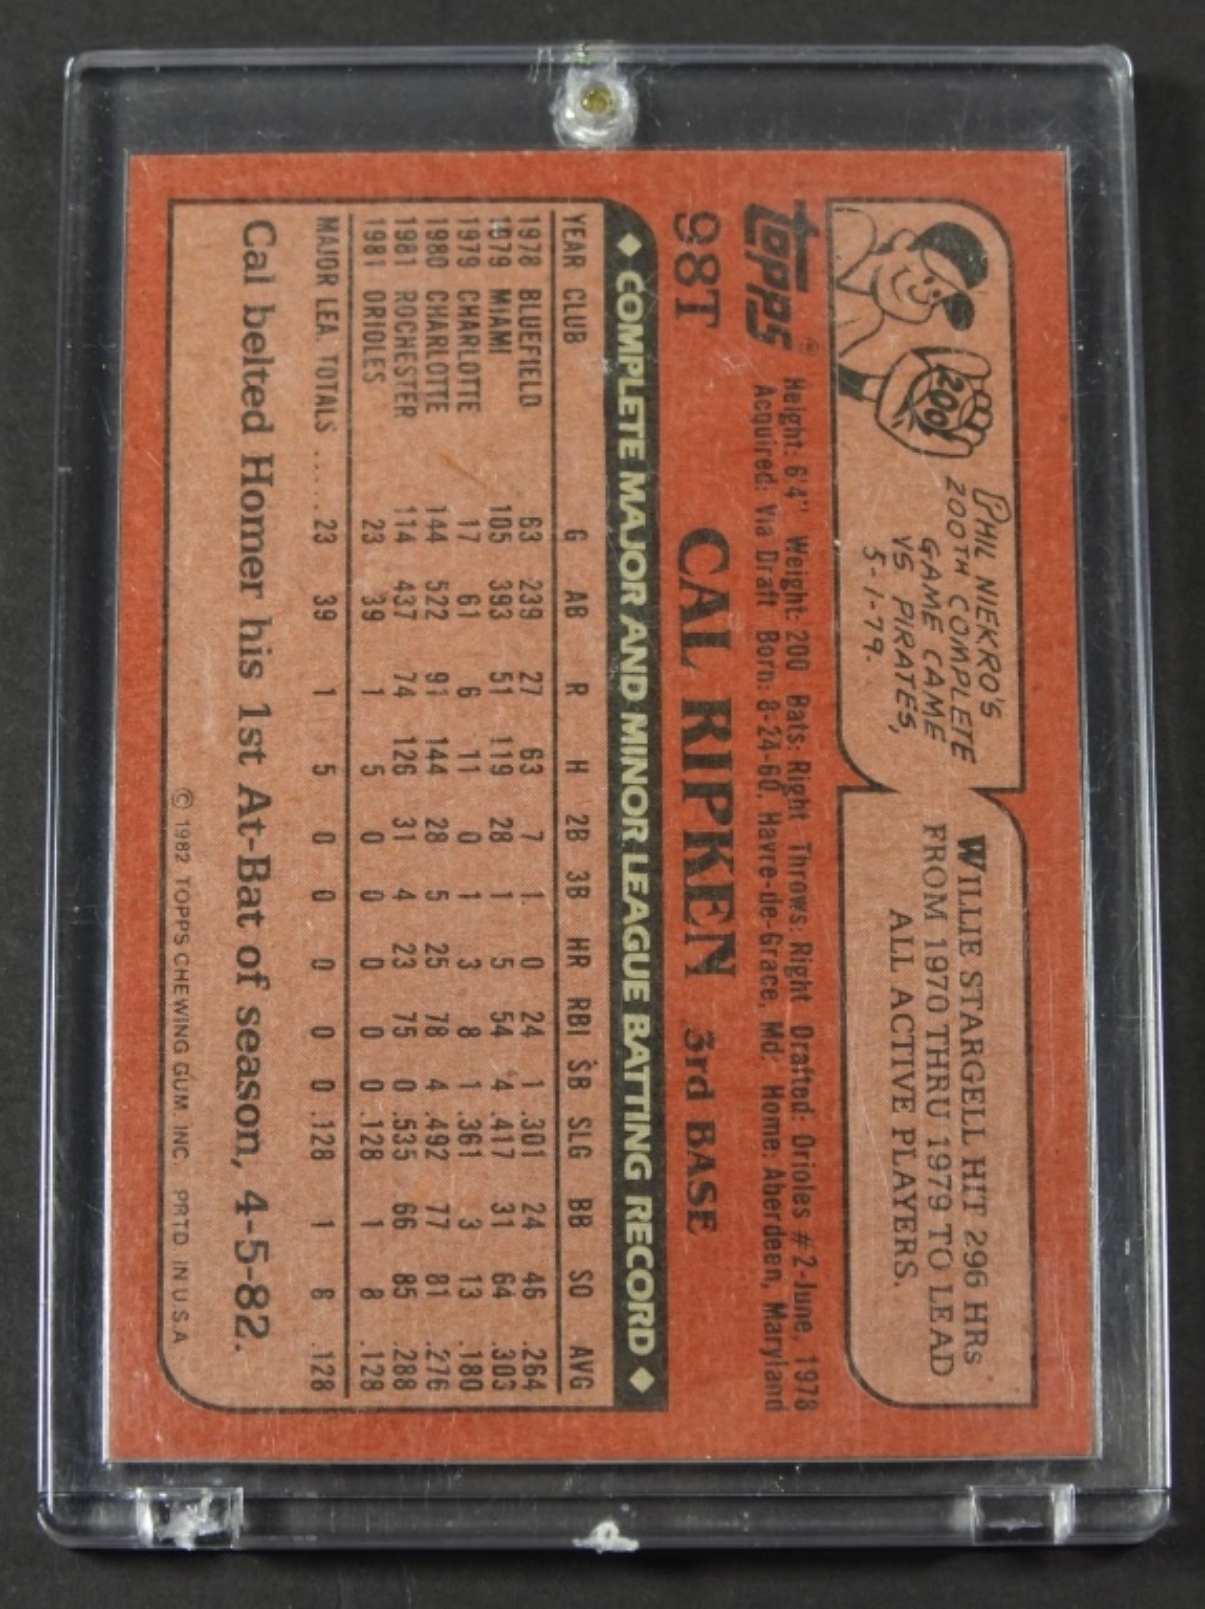 PHIL NIEKRO'S
200TH COMPLETE
GAME CAME
VS PIRATES,
5-1-79.
200
WILLIE STARGELL HIT 296 HRs
FROM 1970 THRU 1979 TO LEAD
ALL ACTIVE PLAYERS.
topps®
Height: 6'4" Weight: 200 Bats: Right Throws: Right Drafted: Orioles #2-June, 1978
Acquired: Via Draft Born: 8-24-60, Havre-de-Grace, Md. Home: Aberdeen, Maryland
98T CAL RIPKEN 3rd BASE
◆ COMPLETE MAJOR AND MINOR LEAGUE BATTING RECORD ◆
YEAR CLUB G AB R H 2B 3B HR RBI SB SLG BB SO AVG
1978 BLUEFIELD 63 239 27 63 7 1 0 24 1 .301 24 46 .264
1979 MIAMI 105 393 51 119 28 1 5 54 4 .417 31 64 .303
1979 CHARLOTTE 17 61 6 11 0 1 3 8 1 .361 3 13 .180
1980 CHARLOTTE 144 522 91 144 28 5 25 78 4 .492 77 81 .276
1981 ROCHESTER 114 437 74 126 31 4 23 75 0 .535 66 85 .288
1981 ORIOLES 23 39 1 5 0 0 0 0 0 .128 1 8 .128
MAJOR LEA. TOTALS ..... 23 39 1 5 0 0 0 0 0 .128 1 8 .128
Cal belted Homer his 1st At-Bat of season, 4-5-82.
© 1982 TOPPS CHEWING GUM, INC. PRTD. IN U.S.A